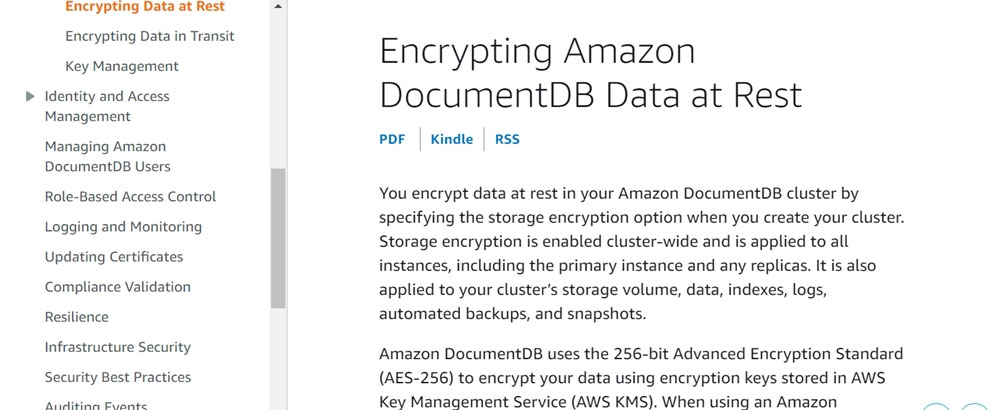 Encrypting Data at Rest
Encrypting Data in Transit
Key Management
Identity and Access
Management
Managing Amazon
DocumentDB Users
Role-Based Access Control
Logging and Monitoring
Updating Certificates
Compliance Validation
Resilience
Infrastructure Security
Security Best Practices
Auditing Events
Encrypting Amazon
DocumentDB Data at Rest
PDF Kindle RSS
You encrypt data at rest in your Amazon DocumentDB cluster by
specifying the storage encryption option when you create your cluster.
Storage encryption is enabled cluster-wide and is applied to all
instances, including the primary instance and any replicas. It is also
applied to your cluster’s storage volume, data, indexes, logs,
automated backups, and snapshots.
Amazon DocumentDB uses the 256-bit Advanced Encryption Standard
(AES-256) to encrypt your data using encryption keys stored in AWS
Key Management Service (AWS KMS). When using an Amazon